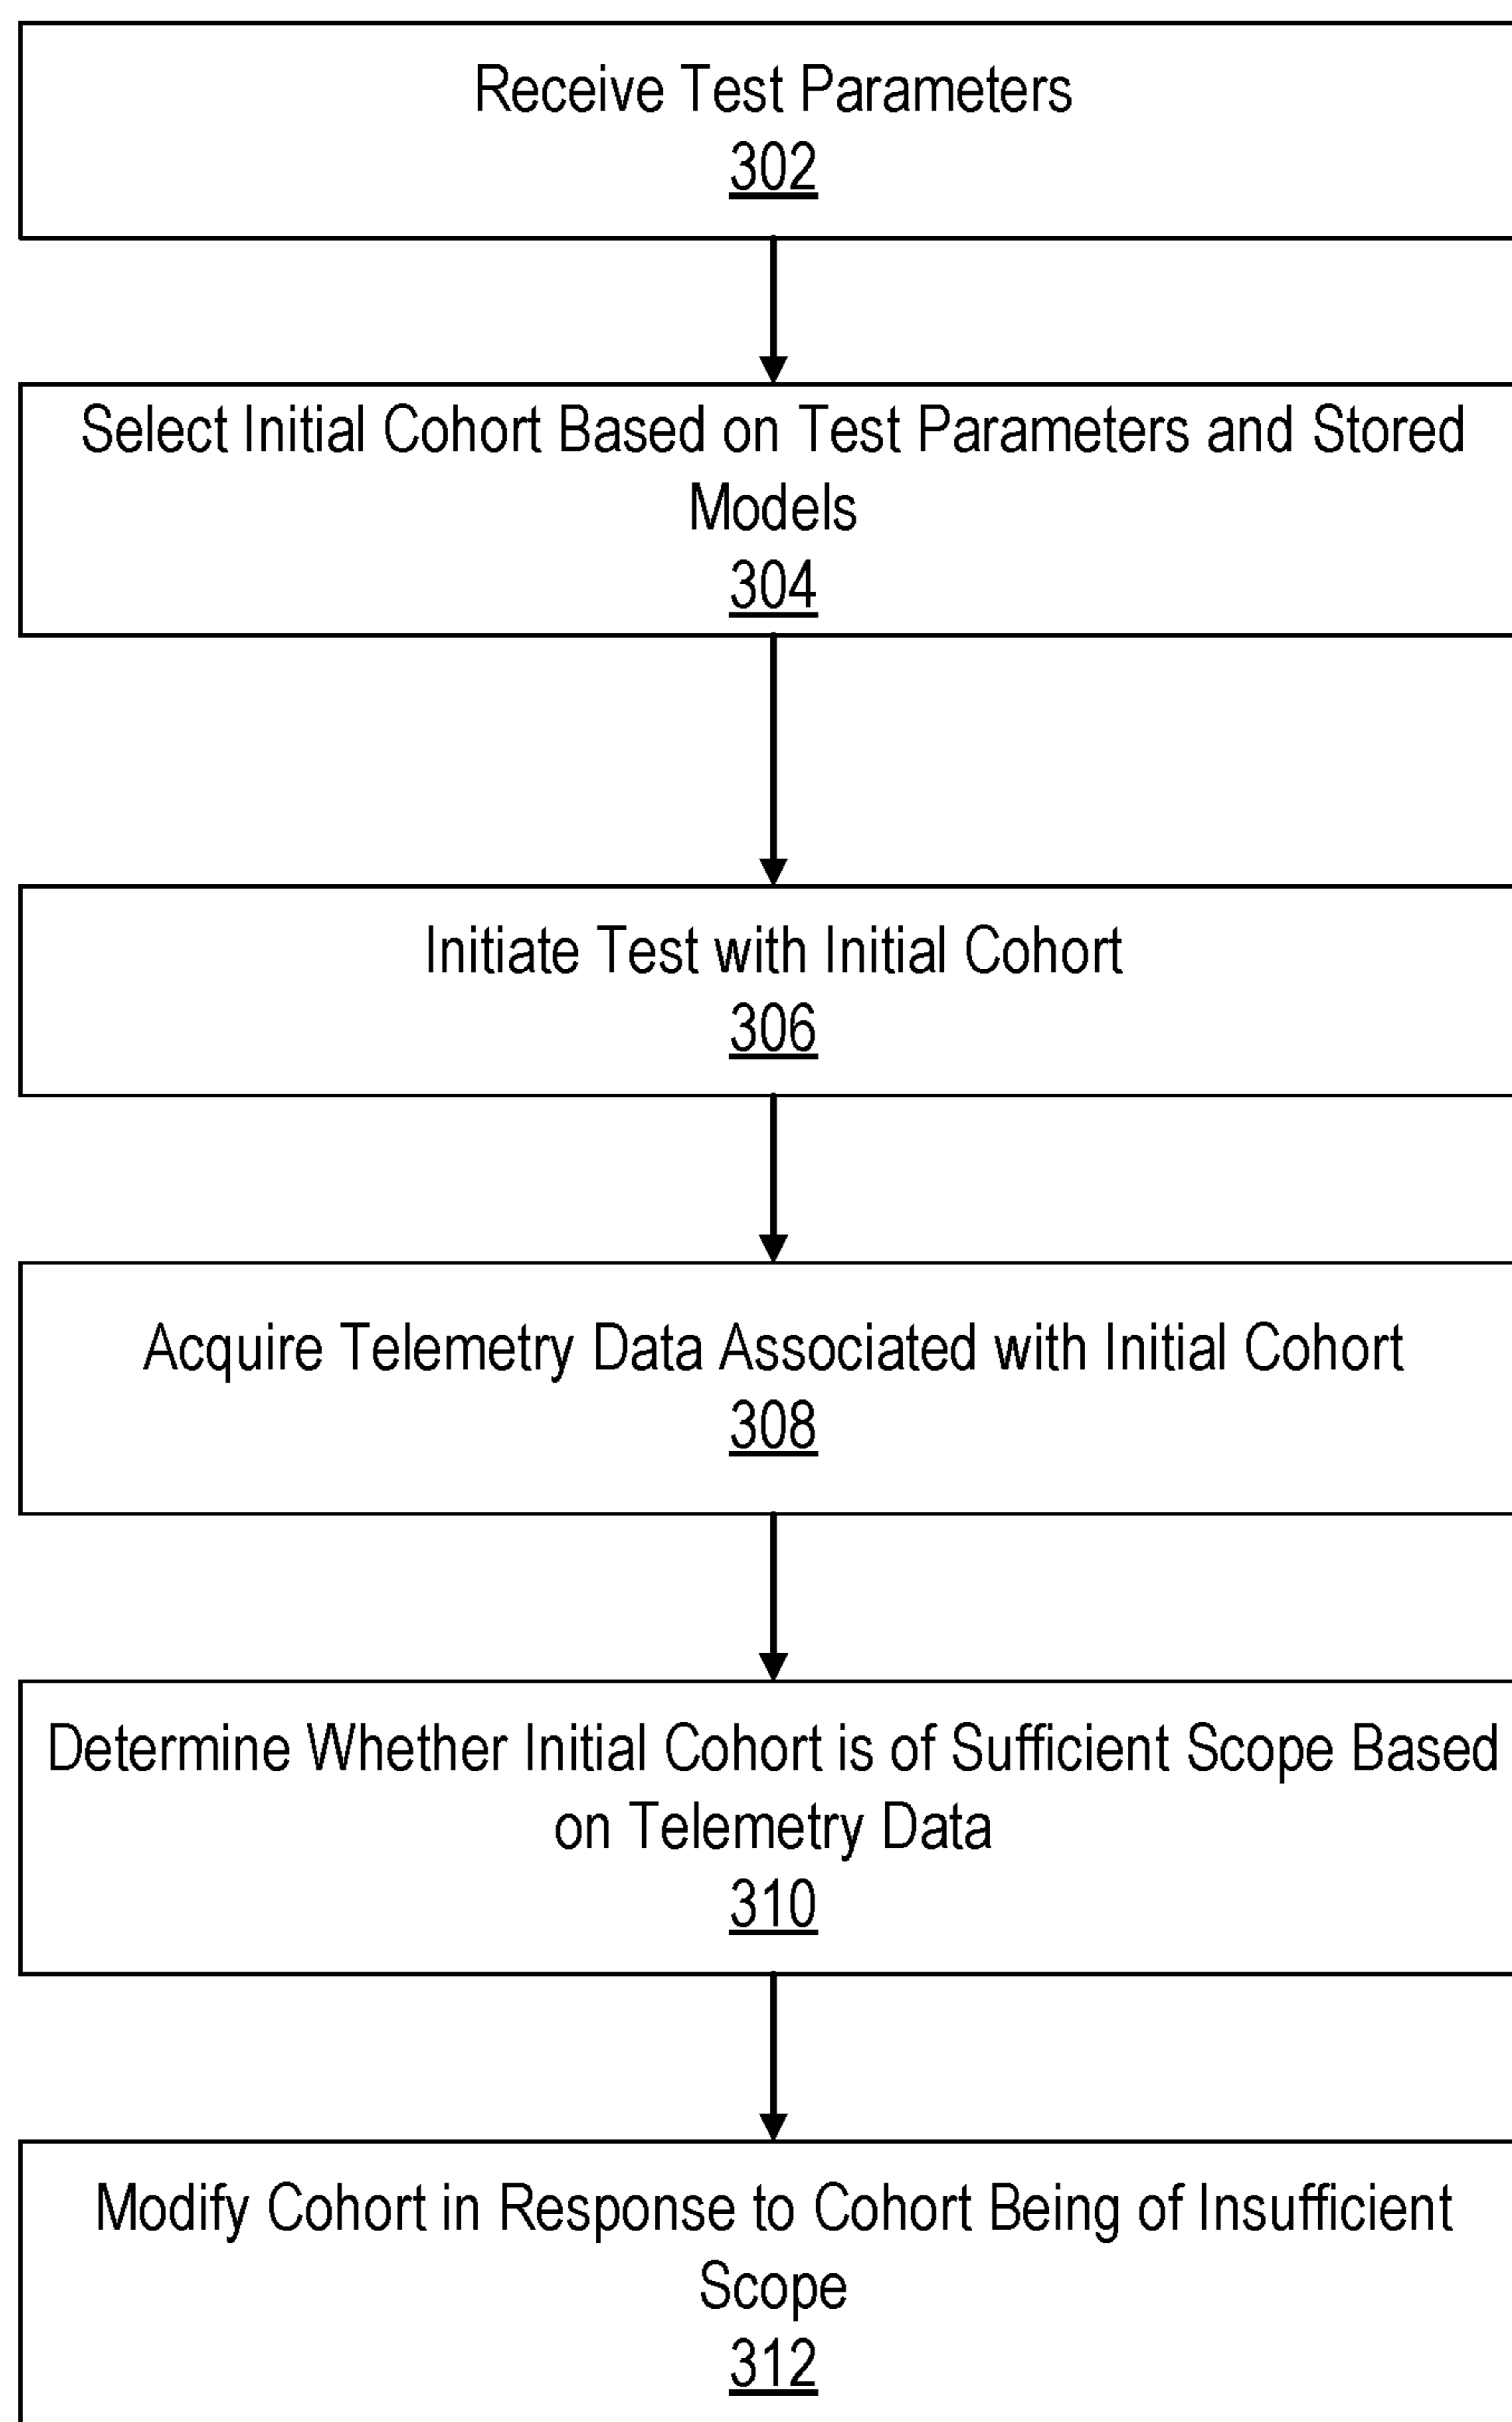 Receive Test Parameters
302
Select Initial Cohort Based on Test Parameters and Stored
Models
304
Initiate Test with Initial Cohort
306
Acquire Telemetry Data Associated with Initial Cohort
308
Determine Whether Initial Cohort is of Sufficient Scope Based
on Telemetry Data
310
Modify Cohort in Response to Cohort Being of Insufficient
Scope
312